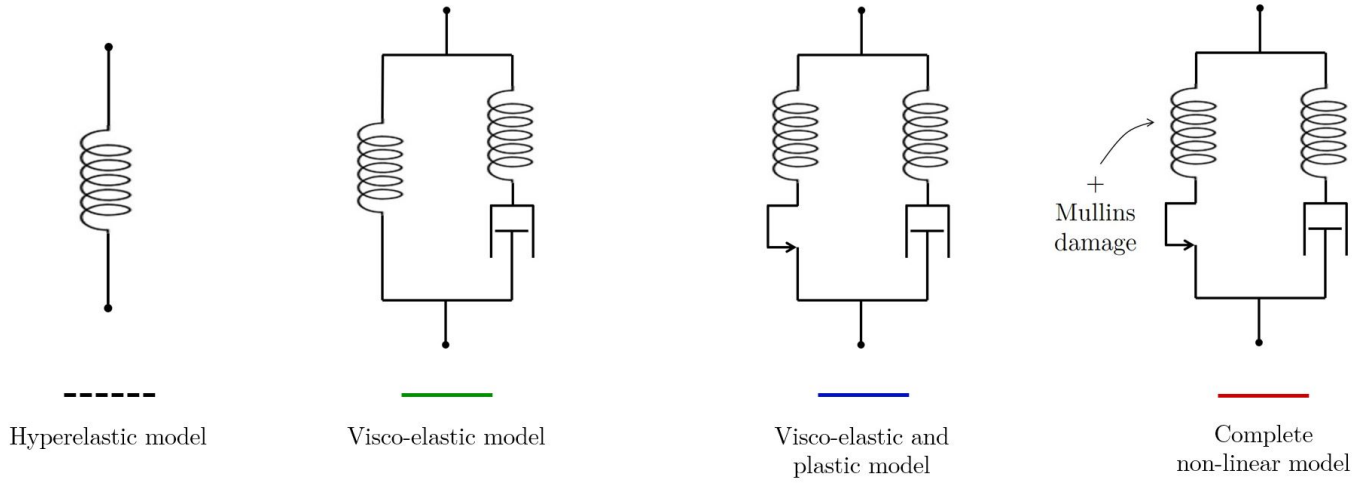 +
Mullins
damage
Hyperelastic model
Visco-elastic model
Visco-elastic and
plastic model
Complete
non-linear model